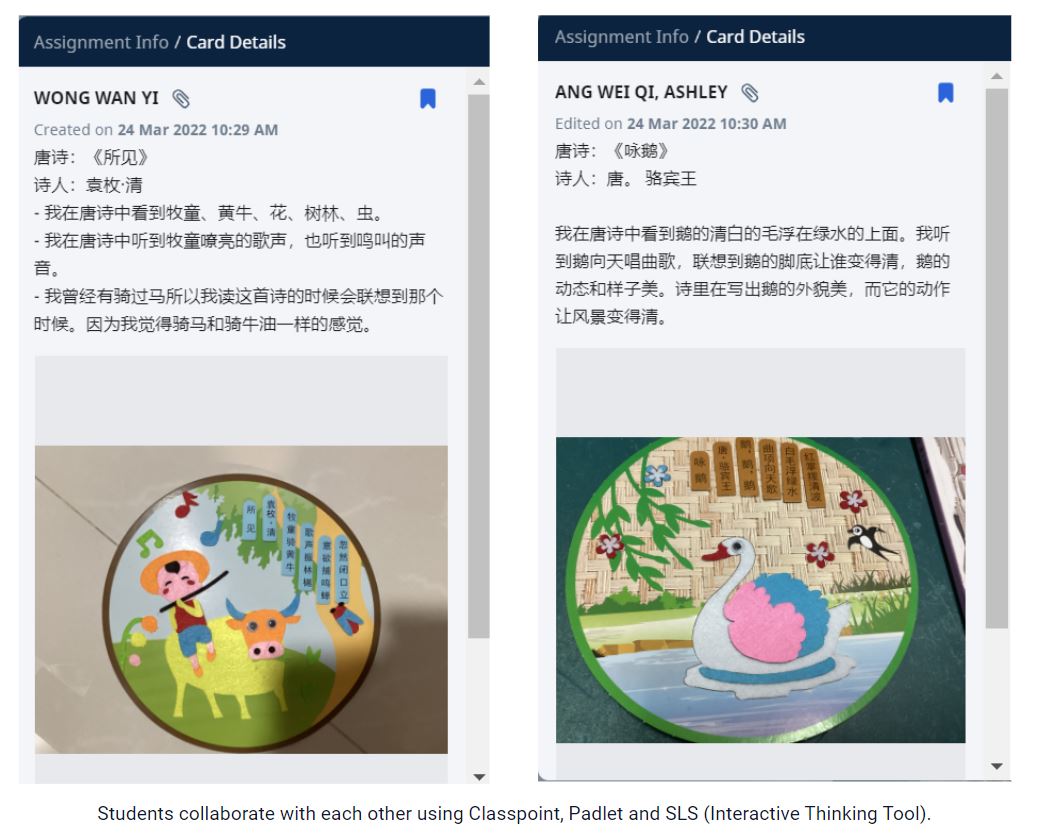 Assignment Info / Card Details
WONG WAN YI
Created on 24 Mar 2022 10:29 AM
唐诗：《所见》
诗人：袁枚·清
- 我在唐诗中看到牧童、黄牛、花、树林、虫。
- 我在唐诗中听到牧童嘹亮的歌声，也听到鸣叫的声
音。
- 我曾经有骑过马所以我读这首诗的时候会联想到那个
时候。因为我觉得骑马和骑牛油一样的感觉。
所见
袁枚·清
牧童骑黄牛
歌声振林樾
意欲捕鸣蝉
忽然闭口立
Assignment Info / Card Details
ANG WEI QI, ASHLEY
Edited on 24 Mar 2022 10:30 AM
唐诗：《咏鹅》
诗人：唐。 骆宾王
我在唐诗中看到鹅的清白的毛浮在绿水的上面。我听
到鹅向天唱曲歌，联想到鹅的脚底让谁变得清，鹅的
动态和样子美。诗里在写出鹅的外貌美，而它的动作
让风景变得清。
咏鹅
唐·骆宾王
鹅·鹅·鹅
曲项向天歌
白毛浮绿水
红掌拨清波
Students collaborate with each other using Classpoint, Padlet and SLS (Interactive Thinking Tool).